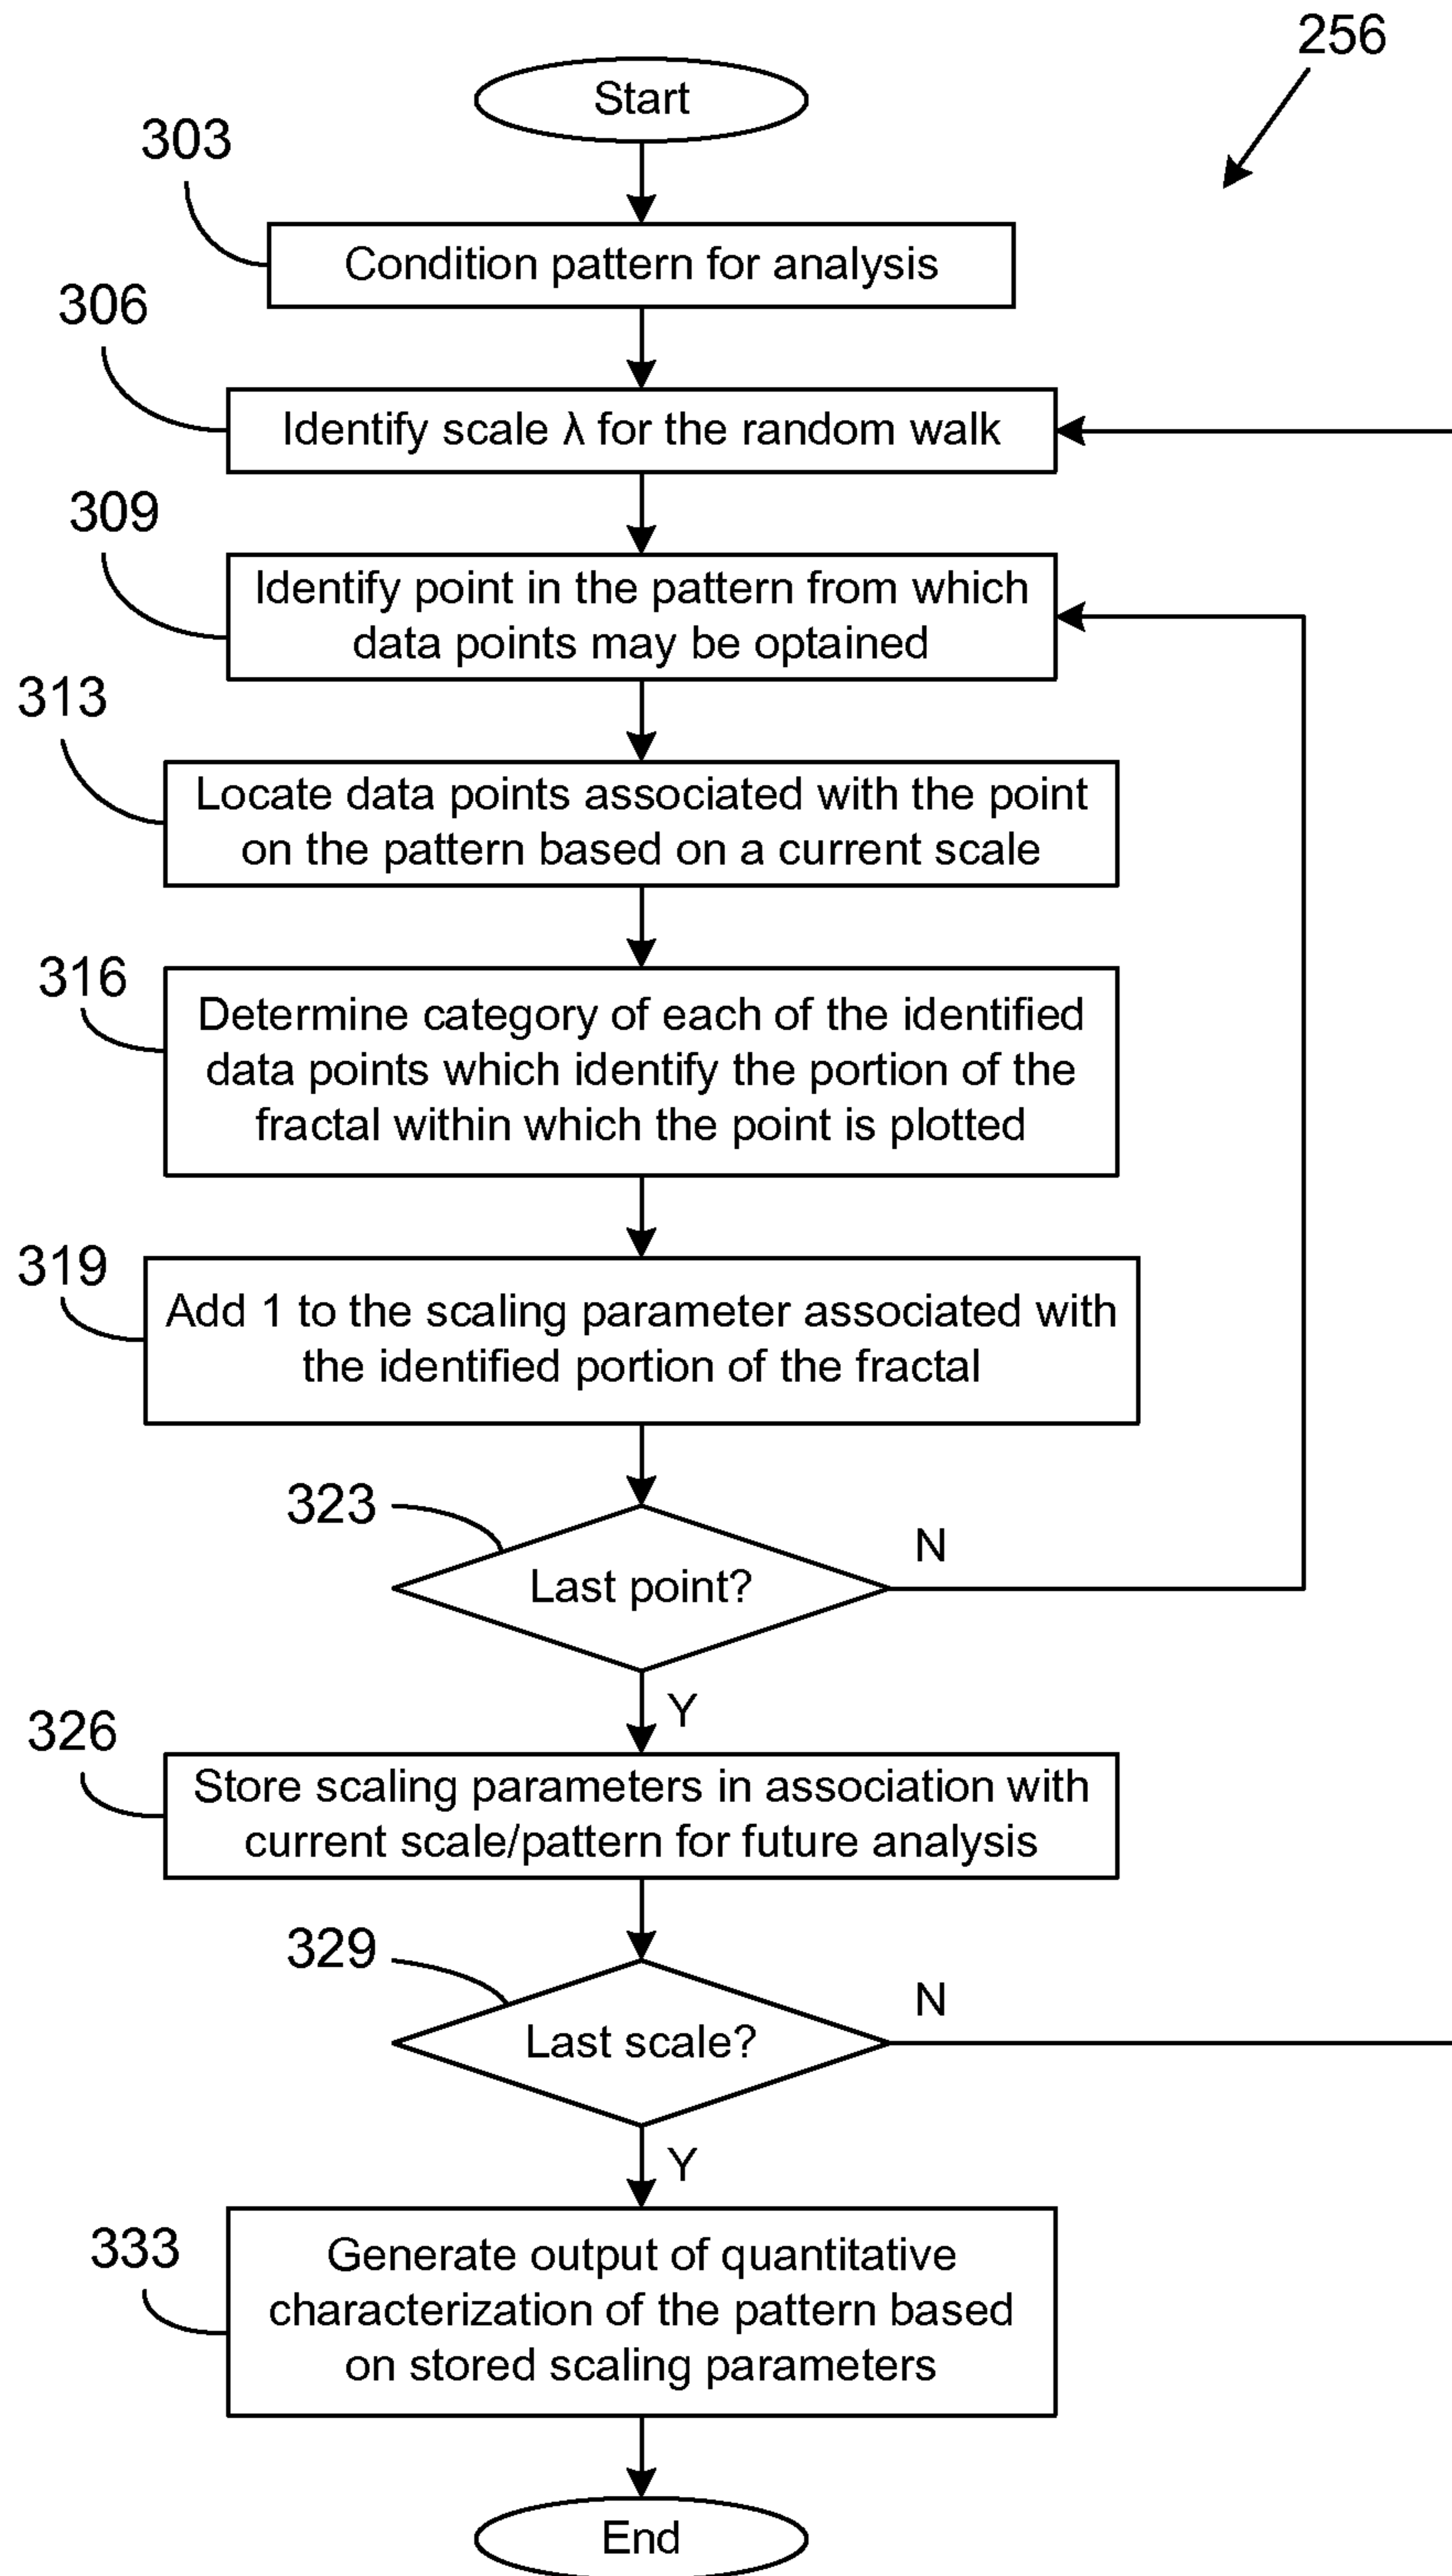 256
Start
303
Condition pattern for analysis
306
Identify scale λ for the random walk
309
Identify point in the pattern from which
data points may be optained
313
Locate data points associated with the point
on the pattern based on a current scale
316
Determine category of each of the identified
data points which identify the portion of the
fractal within which the point is plotted
319
Add 1 to the scaling parameter associated with
the identified portion of the fractal
323
Last point?
N
Y
326
Store scaling parameters in association with
current scale/pattern for future analysis
329
Last scale?
N
Y
333
Generate output of quantitative
characterization of the pattern based
on stored scaling parameters
End